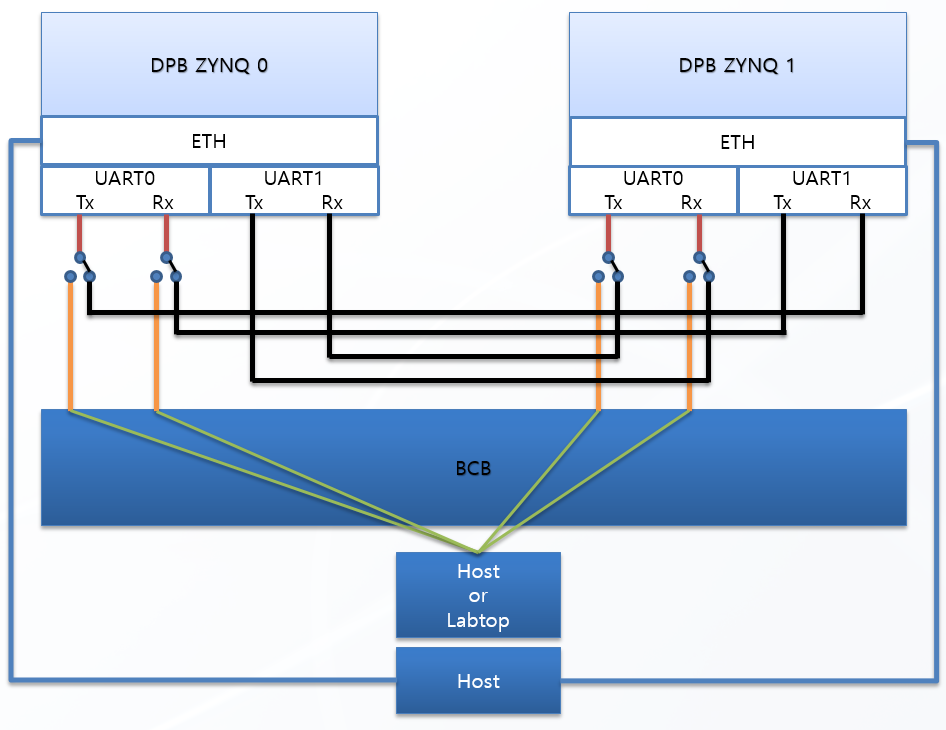 DPB ZYNQ 0
DPB ZYNQ 1
ETH
ETH
UART0
UART1
UART0
UART1
Tx
Rx
Tx
Rx
Tx
Rx
Tx
Rx
BCB
Host
or
Labtop
Host